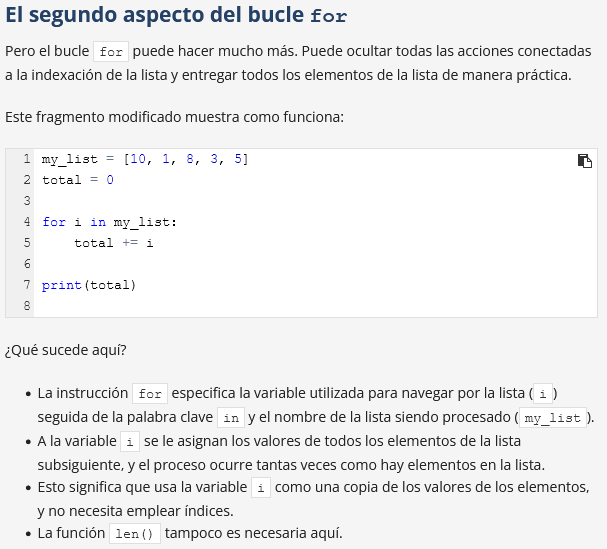 El segundo aspecto del bucle for
Pero el bucle for puede hacer mucho más. Puede ocultar todas las acciones conectadas
a la indexación de la lista y entregar todos los elementos de la lista de manera práctica.
Este fragmento modificado muestra como funciona:
1 my_list = [10, 1, 8, 3, 5]
2 total = 0
3
4 for i in my_list:
5     total += i
6
7 print(total)
8
¿Qué sucede aquí?
• La instrucción for especifica la variable utilizada para navegar por la lista ( i )
seguida de la palabra clave in y el nombre de la lista siendo procesado ( my_list ).
• A la variable i se le asignan los valores de todos los elementos de la lista
subsiguiente, y el proceso ocurre tantas veces como hay elementos en la lista.
• Esto significa que usa la variable i como una copia de los valores de los elementos,
y no necesita emplear índices.
• La función len() tampoco es necesaria aquí.